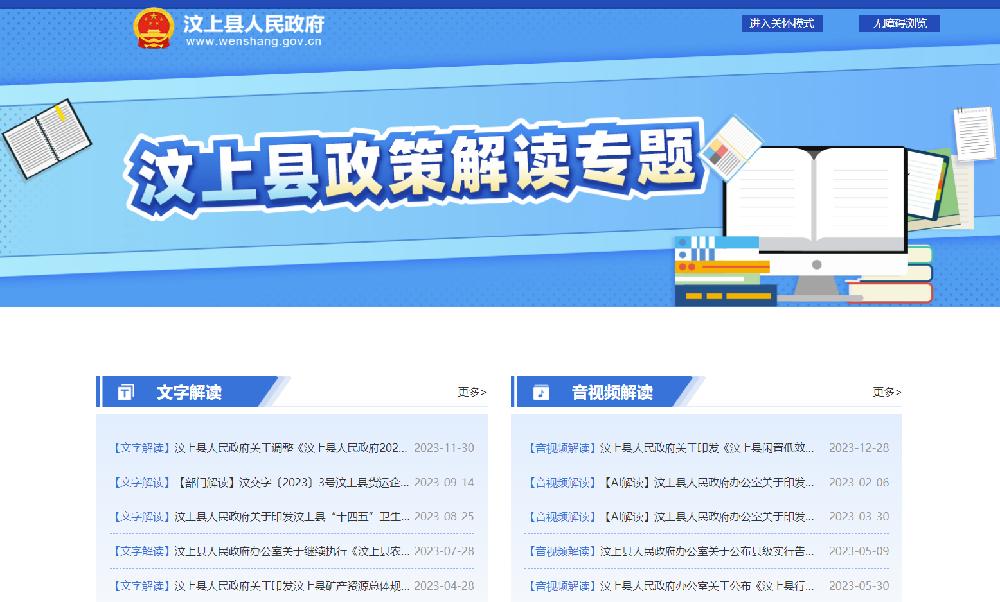 汶上县人民政府
www.wenshang.gov.cn
进入关怀模式
无障碍浏览
汶上县政策解读专题
文字解读
更多>
【文字解读】汶上县人民政府关于调整《汶上县人民政府202... 2023-11-30
【文字解读】【部门解读】汶交字〔2023〕3号汶上县货运企... 2023-09-14
【文字解读】汶上县人民政府关于印发汶上县“十四五”卫生... 2023-08-25
【文字解读】汶上县人民政府办公室关于继续执行《汶上县农... 2023-07-28
【文字解读】汶上县人民政府关于印发汶上县矿产资源总体规... 2023-04-28
音视频解读
更多>
【音视频解读】汶上县人民政府关于印发《汶上县闲置低效... 2023-12-28
【音视频解读】【AI解读】汶上县人民政府办公室关于印发... 2023-02-06
【音视频解读】【AI解读】汶上县人民政府办公室关于印发... 2023-03-30
【音视频解读】汶上县人民政府办公室关于公布县级实行告... 2023-05-09
【音视频解读】汶上县人民政府办公室关于公布《汶上县行... 2023-05-30